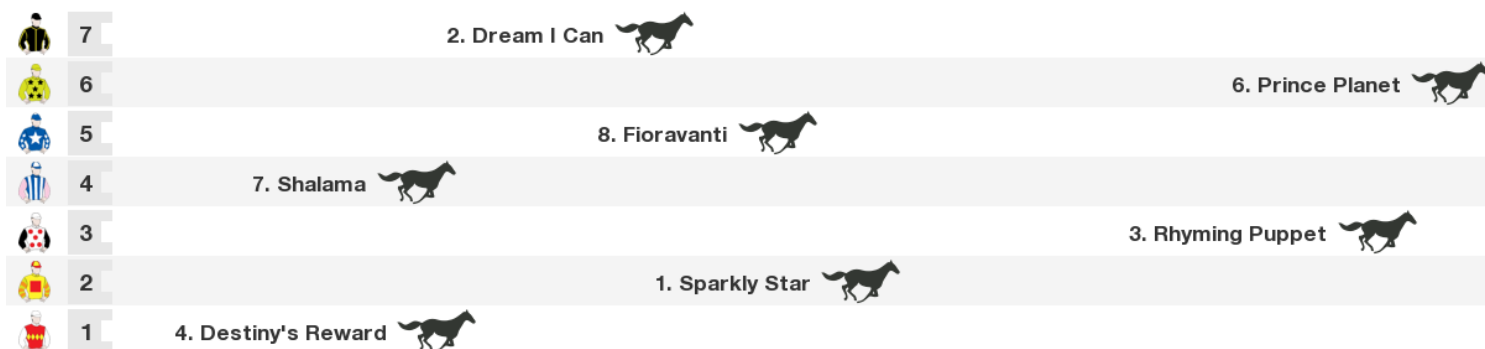 7 2. Dream I Can
6 6. Prince Planet
5 8. Fioravanti
4 7. Shalama
3 3. Rhyming Puppet
2 1. Sparkly Star
1 4. Destiny's Reward